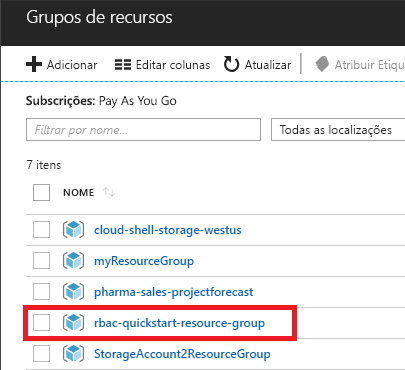 Grupos de recursos
Adicionar Editar colunas Atualizar Atribuir Etiqu
Subscrições: Pay As You Go
Filtrar por nome... Todas as localizações
7 itens
NOME
cloud-shell-storage-westus
myResourceGroup
pharma-sales-projectforecast
rbac-quickstart-resource-group
StorageAccount2ResourceGroup